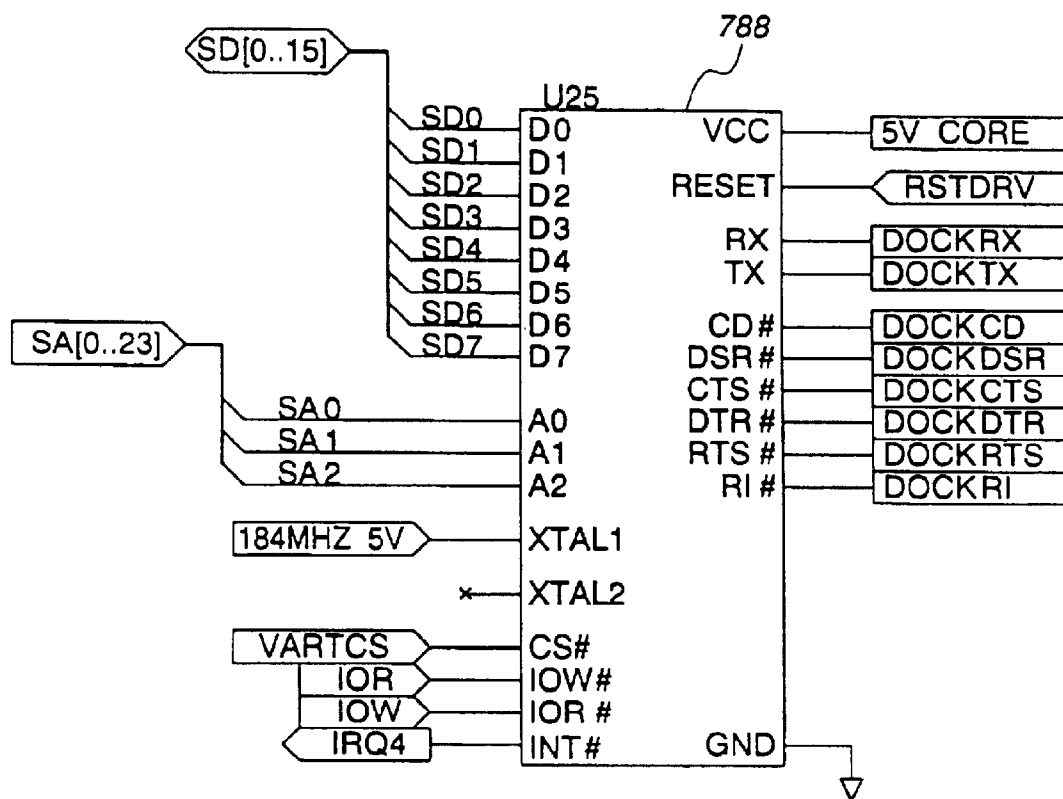 788
SD[0..15]
U25
SD0 D0 VCC 5V CORE
SD1 D1
SD2 D2 RESET RSTDRV
SD3 D3 RX DOCKRX
SD4 D4 TX DOCKTX
SD5 D5
SD6 D6 CD# DOCKCD
SD7 D7 DSR# DOCKDSR
SA[0..23]
CTS# DOCKCTS
SA0 A0 DTR# DOCKDTR
SA1 A1 RTS# DOCKRTS
SA2 A2 RI# DOCKRI
184MHZ 5V XTAL1
XTAL2
VARTCS CS#
IOR IOW#
IOW IOR#
IRQ4 INT# GND